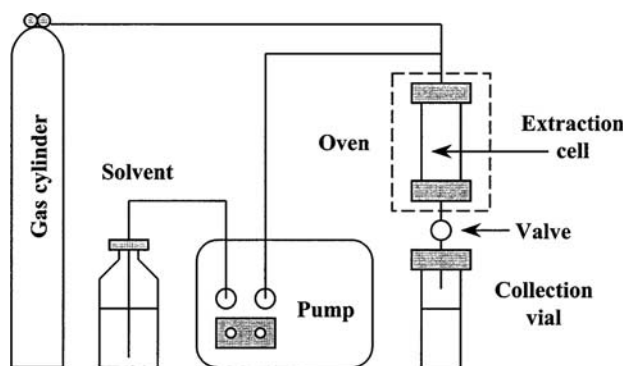 Gas cylinder
Solvent
Pump
Oven
Extraction
cell
Valve
Collection
vial